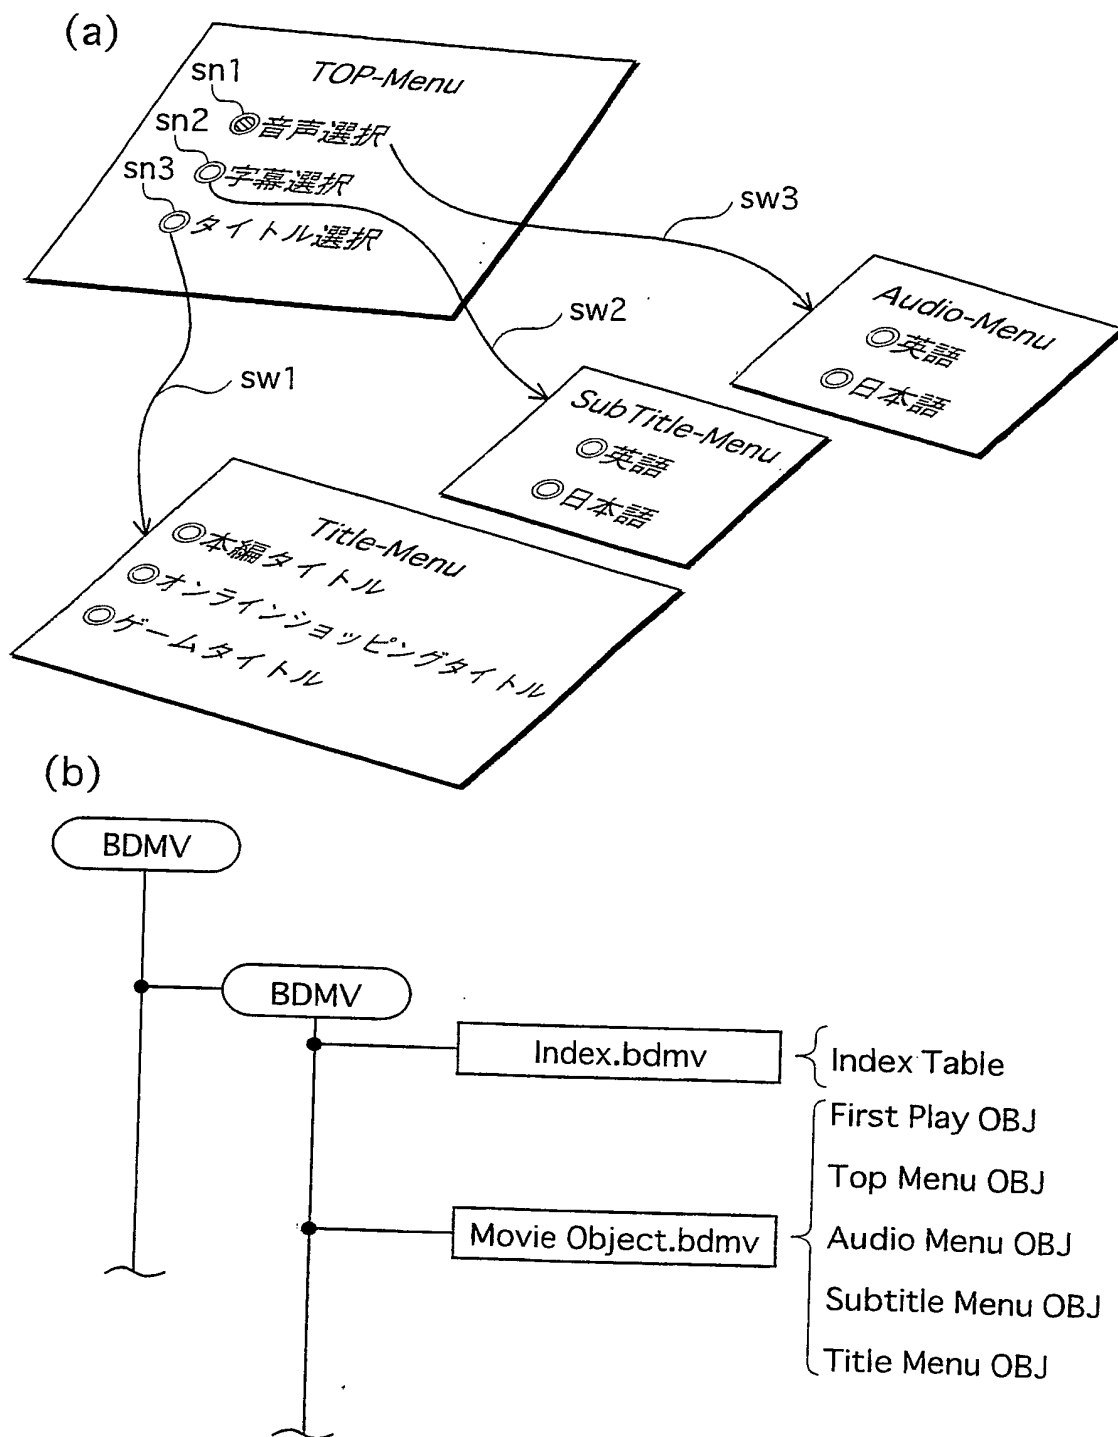 (a)
TOP-Menu
sn1
音声選択
sn2
字幕選択
sn3
タイトル選択
sw3
sw2
sw1
Audio-Menu
英語
日本語
SubTitle-Menu
英語
日本語
Title-Menu
本編タイトル
オンラインショッピングタイトル
ゲームタイトル
(b)
BDMV
BDMV
Index.bdmv
Index Table
Movie Object.bdmv
First Play OBJ
Top Menu OBJ
Audio Menu OBJ
Subtitle Menu OBJ
Title Menu OBJ